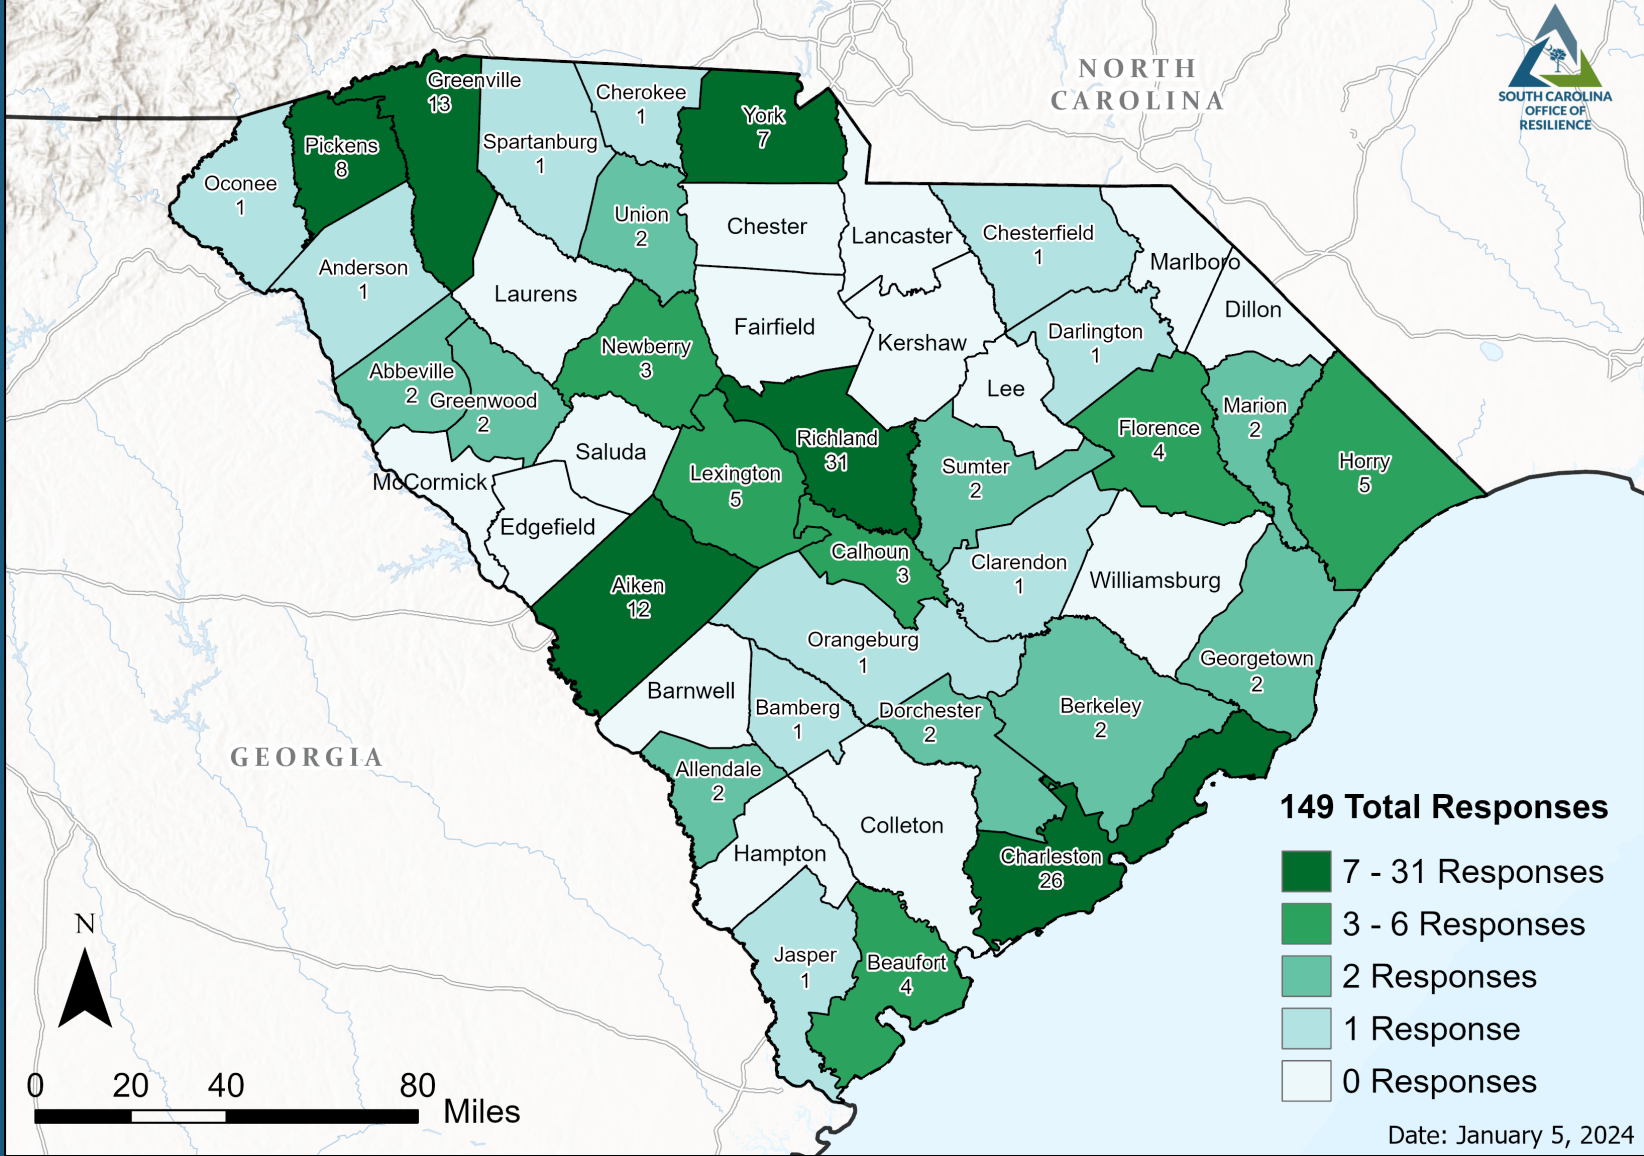 NORTH
CAROLINA
SOUTH CAROLINA
OFFICE OF
RESILIENCE
Greenville
13
Cherokee
1
York
7
Pickens
8
Spartanburg
1
Oconee
1
Union
2
Chester
Lancaster
Chesterfield
1
Marlboro
Anderson
1
Laurens
Dillon
Fairfield
Kershaw
Darlington
1
Newberry
3
Abbeville
2
Greenwood
2
Lee
Marion
2
Florence
4
Richland
31
Saluda
Horry
5
Lexington
5
Sumter
2
McCormick
Edgefield
Calhoun
3
Clarendon
1
Williamsburg
Aiken
12
Orangeburg
1
Georgetown
2
Barnwell
Bamberg
1
Dorchester
2
Berkeley
2
GEORGIA
Allendale
2
Colleton
Hampton
Charleston
26
Jasper
1
Beaufort
4
149 Total Responses
7 - 31 Responses
3 - 6 Responses
2 Responses
1 Response
0 Responses
N
0 20 40 80
Miles
Date: January 5, 2024